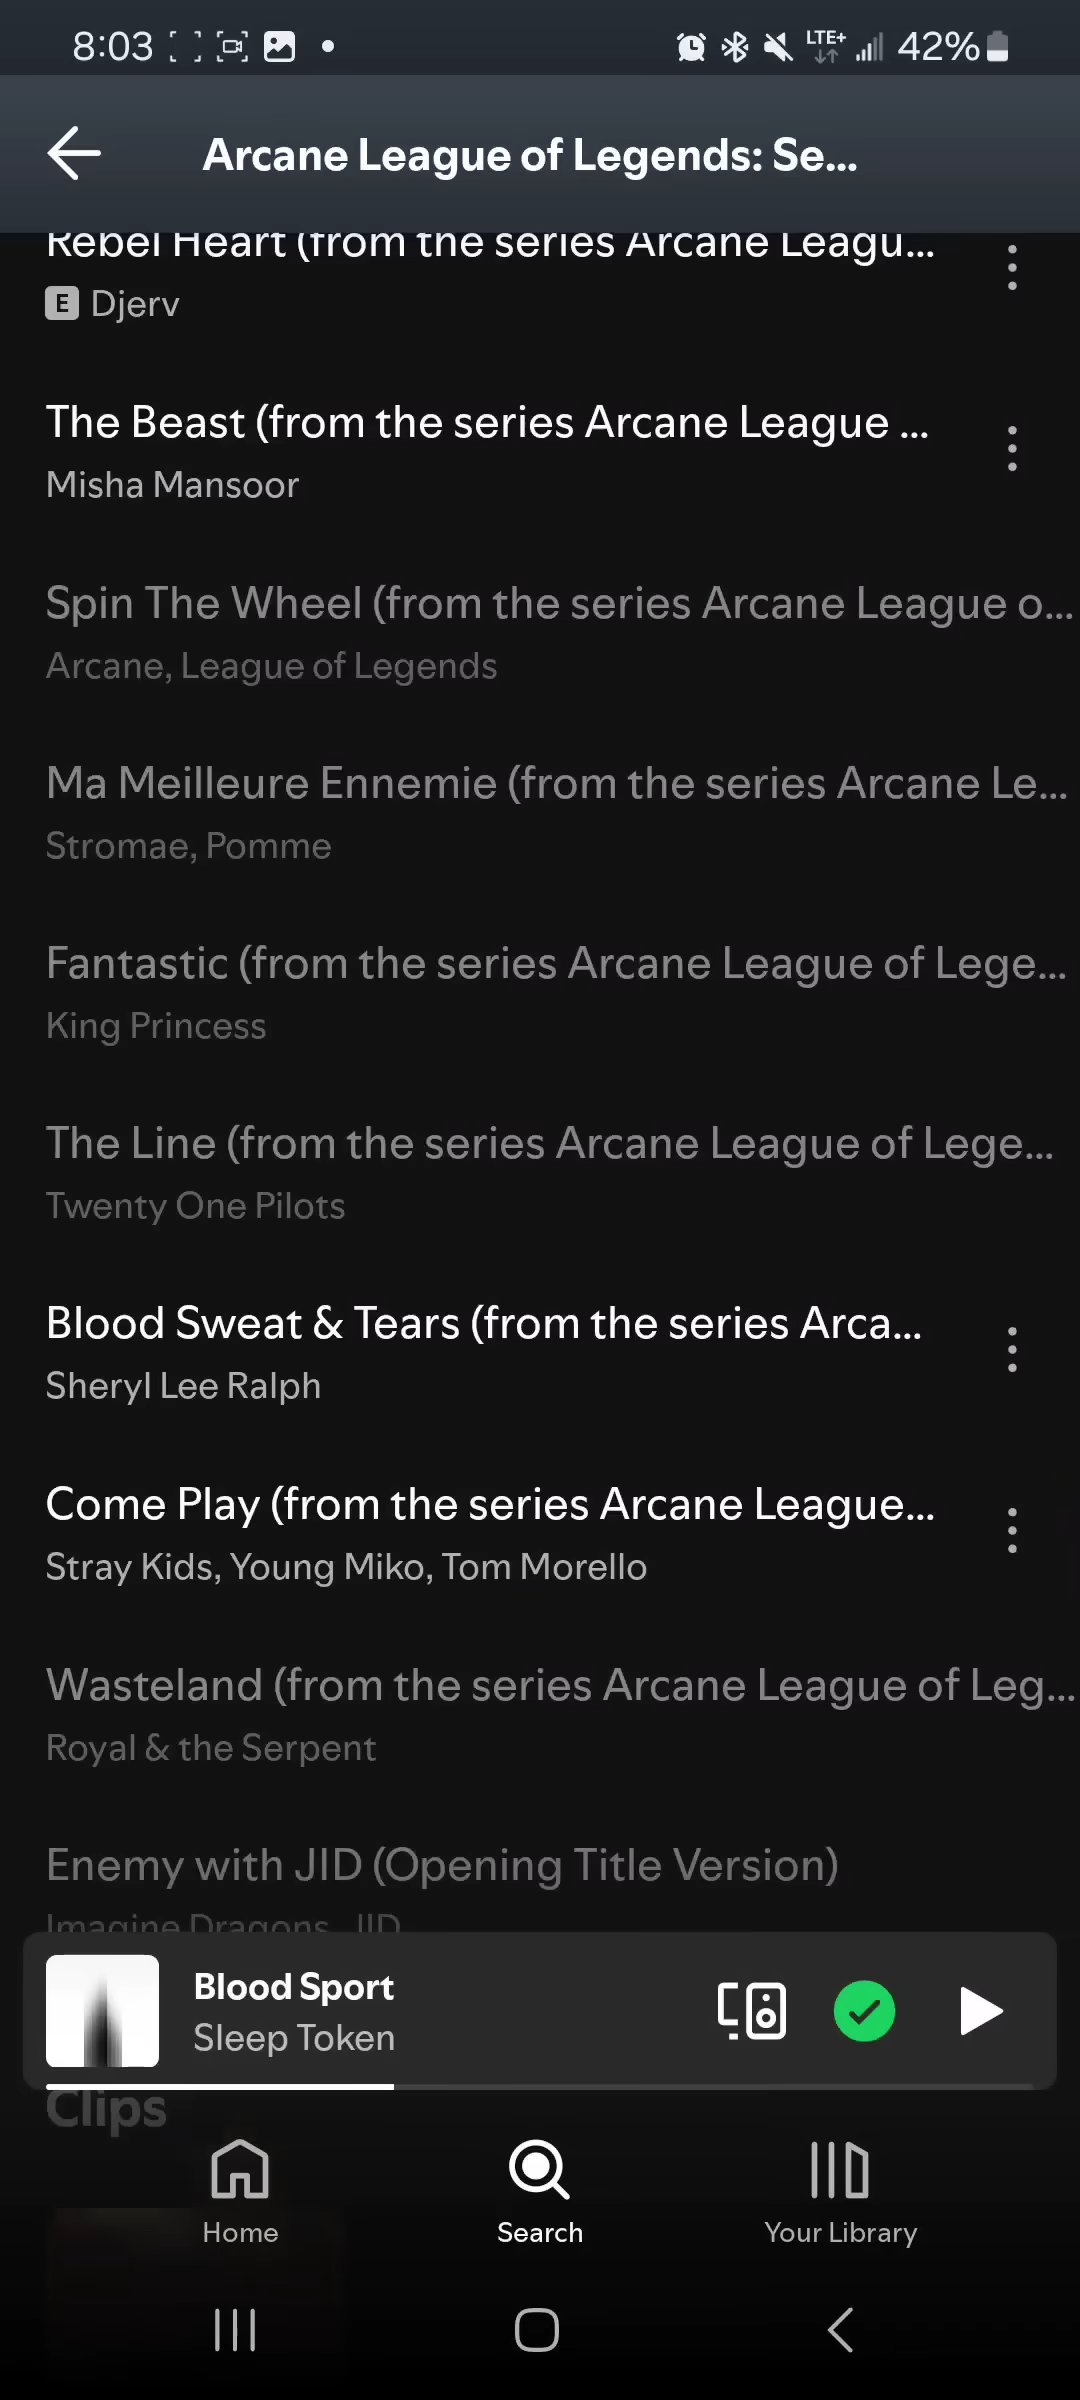 8:03
LTE+
42%
Arcane League of Legends: Se...
Rebel Heart (from the series Arcane Leagu...
E Djerv
The Beast (from the series Arcane League ...
Misha Mansoor
Spin The Wheel (from the series Arcane League o...
Arcane, League of Legends
Ma Meilleure Ennemie (from the series Arcane Le...
Stromae, Pomme
Fantastic (from the series Arcane League of Lege...
King Princess
The Line (from the series Arcane League of Lege...
Twenty One Pilots
Blood Sweat & Tears (from the series Arca...
Sheryl Lee Ralph
Come Play (from the series Arcane League...
Stray Kids, Young Miko, Tom Morello
Wasteland (from the series Arcane League of Leg...
Royal & the Serpent
Enemy with JID (Opening Title Version)
Imagine Dragons, JID
Blood Sport
Sleep Token
Clips
Home
Search
Your Library